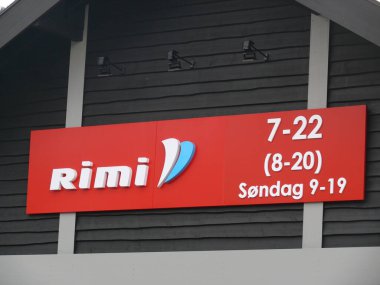 Rimi
7-22
(8-20)
Søndag 9-19